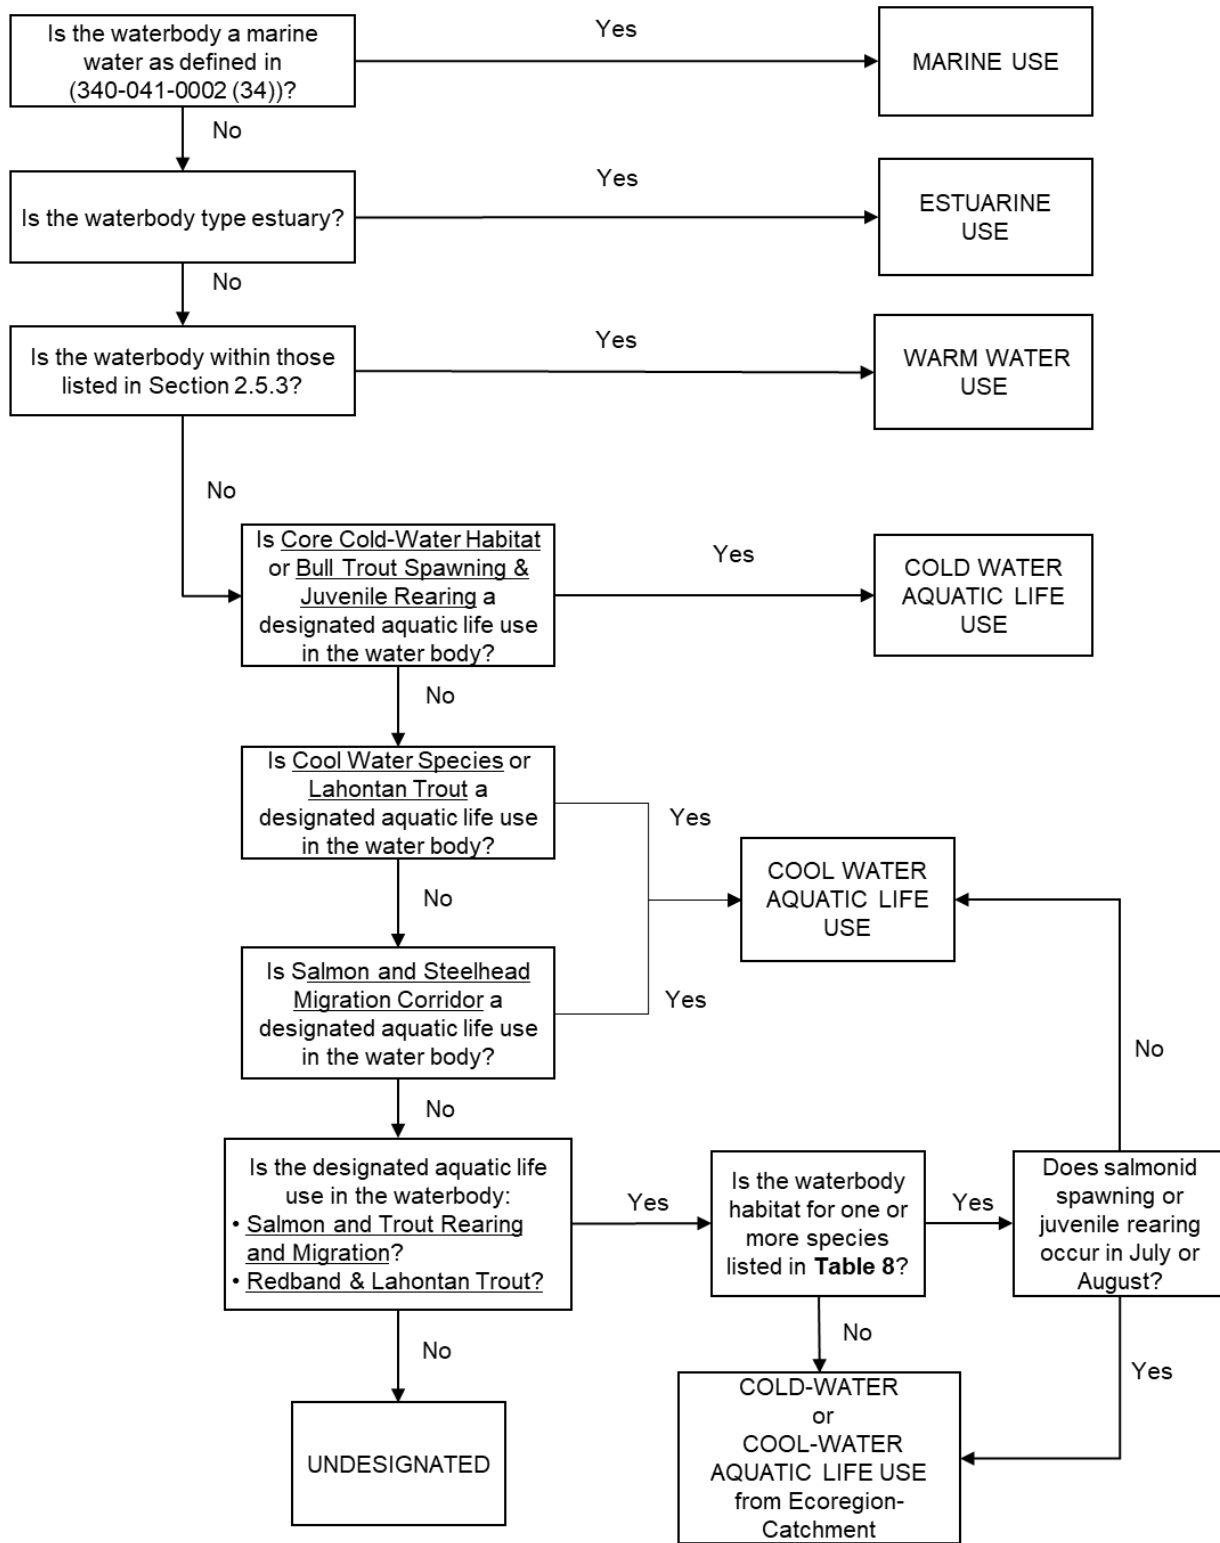 Is the waterbody a marine
water as defined in
(340-041-0002 (34))?
Yes
MARINE USE
No
Is the waterbody type estuary?
Yes
ESTUARINE
USE
No
Is the waterbody within those
listed in Section 2.5.3?
Yes
WARM WATER
USE
No
Is Core Cold-Water Habitat
or Bull Trout Spawning &
Juvenile Rearing a
designated aquatic life use
in the water body?
Yes
COLD WATER
AQUATIC LIFE
USE
No
Is Cool Water Species or
Lahontan Trout a
designated aquatic life use
in the water body?
Yes
COOL WATER
AQUATIC LIFE
USE
No
Is Salmon and Steelhead
Migration Corridor a
designated aquatic life use
in the water body?
Yes
No
No
Is the designated aquatic life
use in the waterbody:
• Salmon and Trout Rearing
and Migration?
• Redband & Lahontan Trout?
Yes
Is the waterbody
habitat for one or
more species
listed in Table 8?
Yes
Does salmonid
spawning or
juvenile rearing
occur in July or
August?
No
No
Yes
UNDESIGNATED
COLD-WATER
or
COOL-WATER
AQUATIC LIFE USE
from Ecoregion-
Catchment